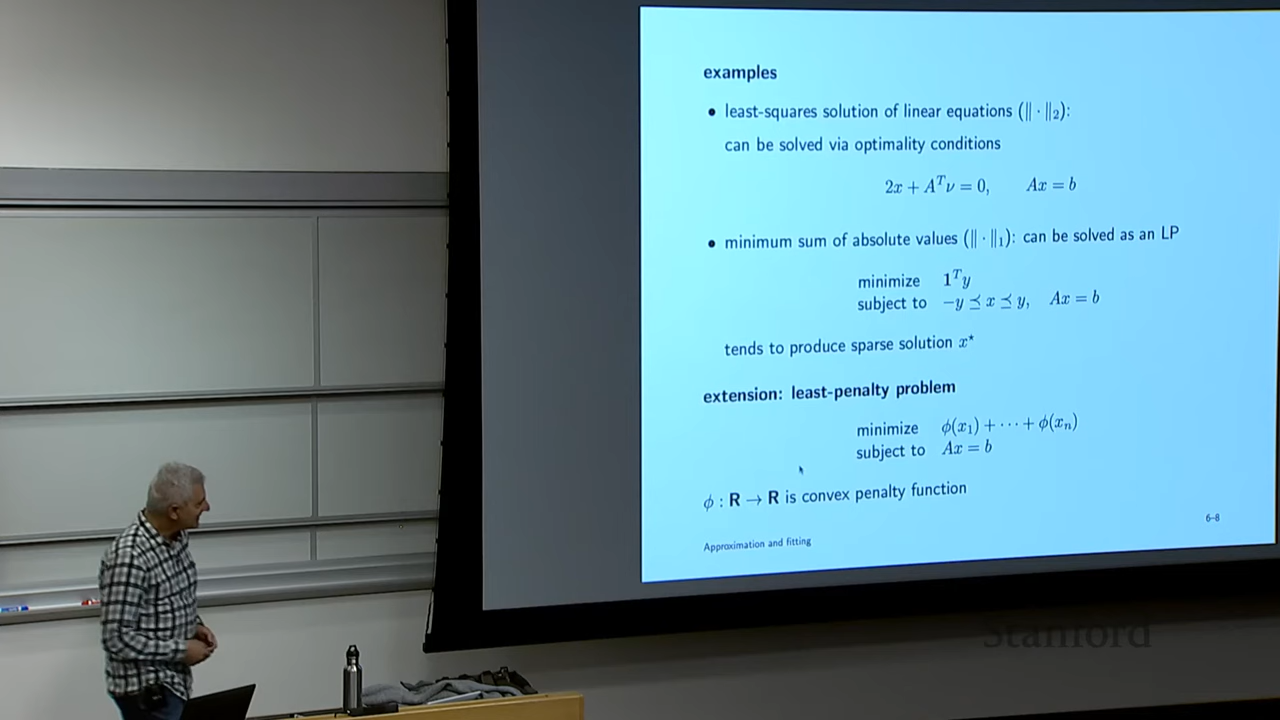 examples
• least-squares solution of linear equations (‖ · ‖₂):
can be solved via optimality conditions
2x + Aᵀν = 0, Ax = b
• minimum sum of absolute values (‖ · ‖₁): can be solved as an LP
minimize 1ᵀy
subject to −y ⪯ x ⪯ y, Ax = b
tends to produce sparse solution x⋆
extension: least-penalty problem
minimize ϕ(x₁) + · · · + ϕ(xₙ)
subject to Ax = b
ϕ : R → R is convex penalty function
Approximation and fitting 6–8
Stanford